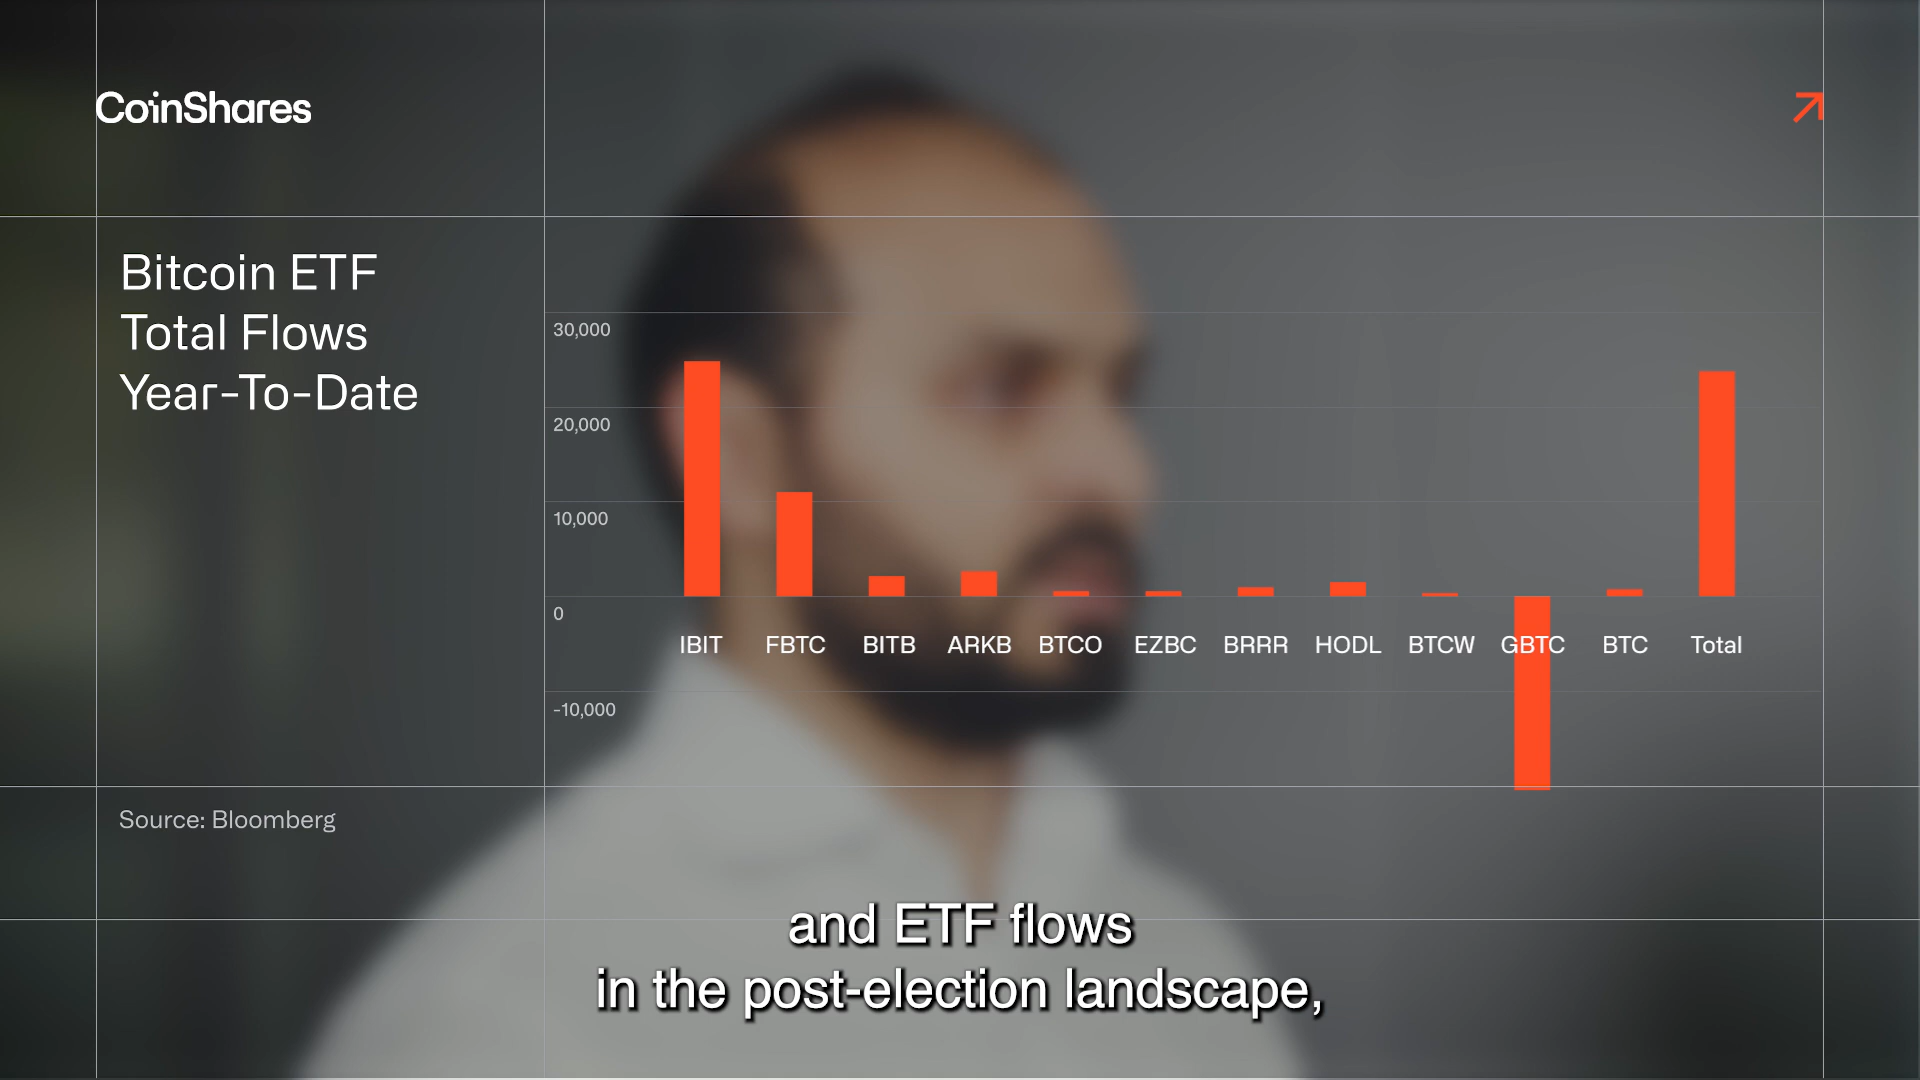 CoinShares
Bitcoin ETF
Total Flows
Year-To-Date
30,000
20,000
10,000
0
IBIT FBTC BITB ARKB BTCO EZBC BRRR HODL BTCW GBTC BTC Total
-10,000
Source: Bloomberg
and ETF flows
in the post-election landscape,